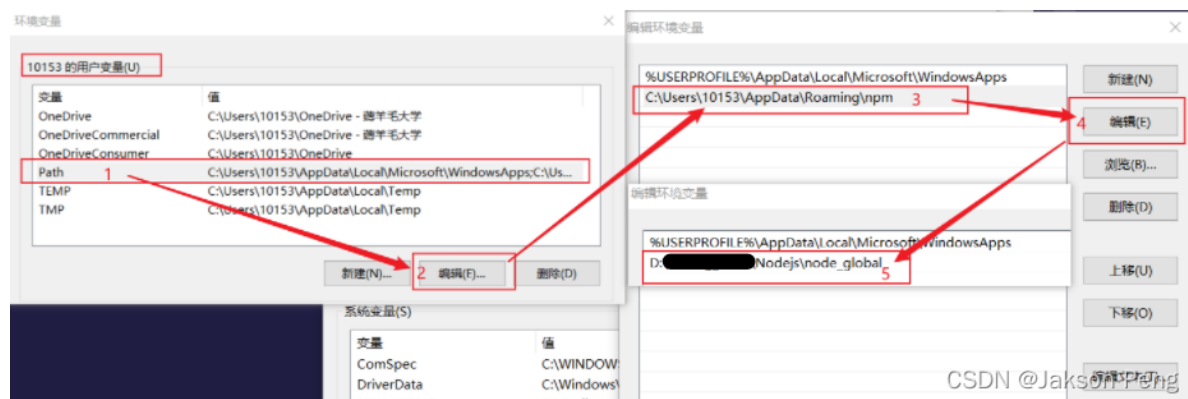 环境变量
10153 的用户变量(U)
变量 值
OneDrive C:\Users\10153\OneDrive - 薅羊毛大学
OneDriveCommercial C:\Users\10153\OneDrive - 薅羊毛大学
OneDriveConsumer C:\Users\10153\OneDrive
Path 1 C:\Users\10153\AppData\Local\Microsoft\WindowsApps;C:\Us...
TEMP C:\Users\10153\AppData\Local\Temp
TMP C:\Users\10153\AppData\Local\Temp
新建(N)... 2 编辑(E)... 删除(D)
系统变量(S)
变量 值
ComSpec C:\WINDOW
DriverData C:\Windows\
编辑环境变量
%USERPROFILE%\AppData\Local\Microsoft\WindowsApps
C:\Users\10153\AppData\Roaming\npm 3
新建(N)
4 编辑(E)
浏览(B)...
删除(D)
上移(U)
下移(O)
编辑环境变量
%USERPROFILE%\AppData\Local\Microsoft\WindowsApps
D: Nodejs\node_global
5
CSDN @Jakson Peng